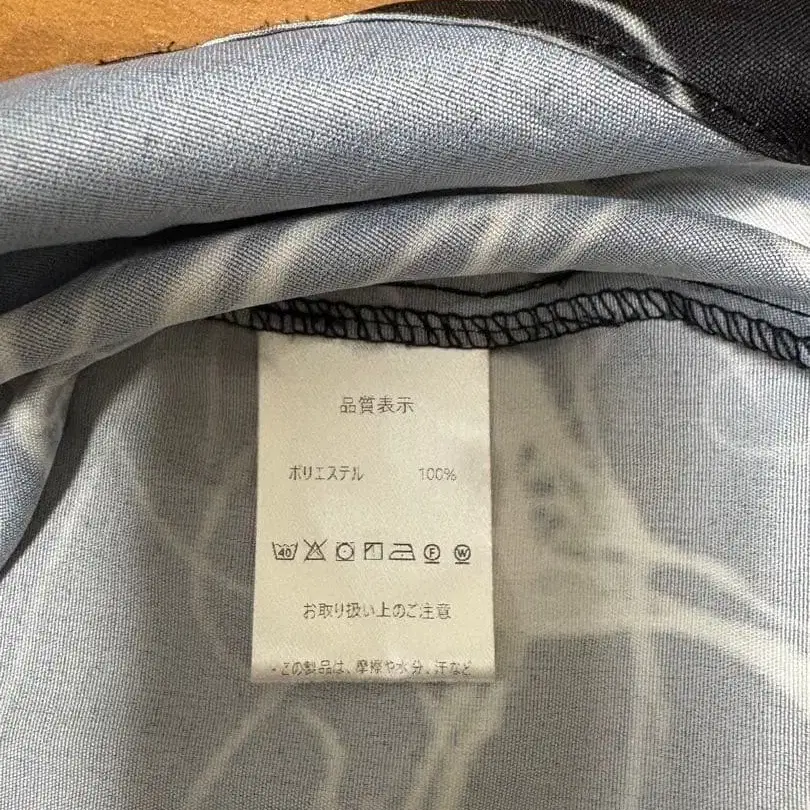 品質表示
ポリエステル 100%
40 F W
お取り扱い上のご注意
・この製品は、摩擦や水分、汗など